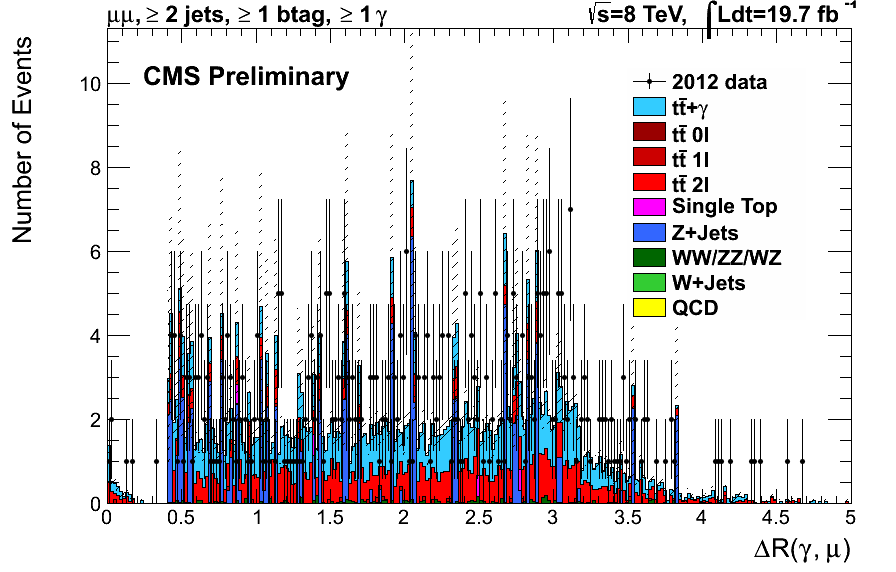 μμ, ≥ 2 jets, ≥ 1 btag, ≥ 1 γ
√s=8 TeV, ∫Ldt=19.7 fb⁻¹
CMS Preliminary
2012 data
tt̄+γ
tt̄ 0l
tt̄ 1l
tt̄ 2l
Single Top
Z+Jets
WW/ZZ/WZ
W+Jets
QCD
Number of Events
10
8
6
4
2
0
0 0.5 1 1.5 2 2.5 3 3.5 4 4.5 5
ΔR(γ, μ)